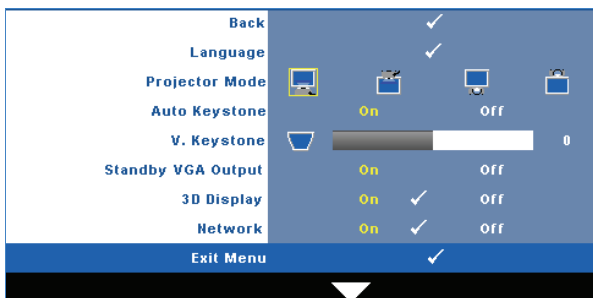 Back
Language
Projector Mode
Auto Keystone On Off
V. Keystone 0
Standby VGA Output On Off
3D Display On Off
Network On Off
Exit Menu